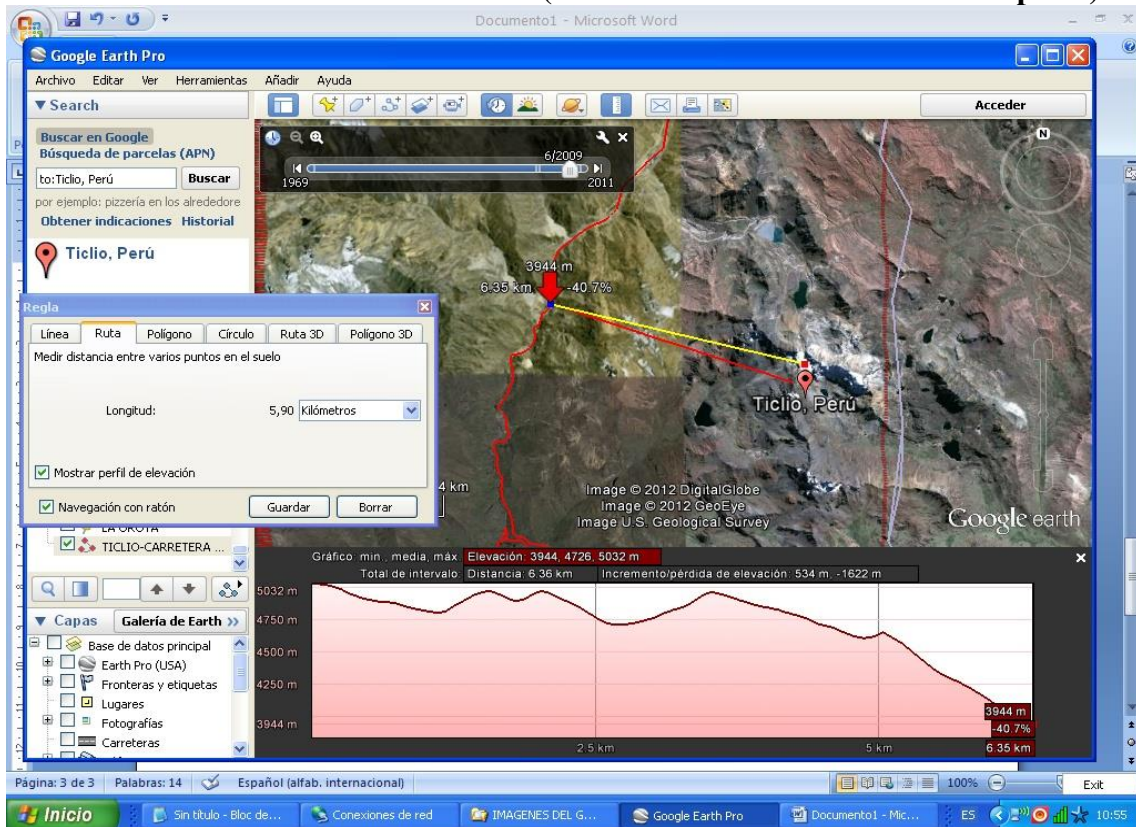 Documento1 - Microsoft Word
Google Earth Pro
Archivo Editar Ver Herramientas Añadir Ayuda
Search
Acceder
Buscar en Google
Búsqueda de parcelas (APN)
to:Ticlio, Perú
Buscar
por ejemplo: pizzería en los alrededore
Obtener indicaciones Historial
Ticlio, Perú
6/2009
1969
2011
N
3944 m
6.35 km
-40.7%
Ticlio, Perú
Regla
Línea Ruta Polígono Círculo Ruta 3D Polígono 3D
Medir distancia entre varios puntos en el suelo
Longitud: 5,90 Kilómetros
Mostrar perfil de elevación
Navegación con ratón Guardar Borrar
4 km
Image © 2012 DigitalGlobe
Image © 2012 GeoEye
Image U.S. Geological Survey
Google earth
LA OROYA
TICLIO-CARRETERA ...
Gráfico: min., media, máx. Elevación: 3944, 4726, 5032 m
Total de intervalo: Distancia: 6.36 km Incremento/pérdida de elevación: 534 m, -1622 m
5032 m
4750 m
4500 m
4250 m
3944 m
3944 m
-40.7%
2.5 km
5 km
6.35 km
Capas Galería de Earth >>
Base de datos principal
Earth Pro (USA)
Fronteras y etiquetas
Lugares
Fotografías
Carreteras
Página: 3 de 3 Palabras: 14 Español (alfab. internacional) 100% Exit
Inicio Sin título - Bloc de... Conexiones de red IMAGENES DEL G... Google Earth Pro Documento1 - Mic... ES 10:55